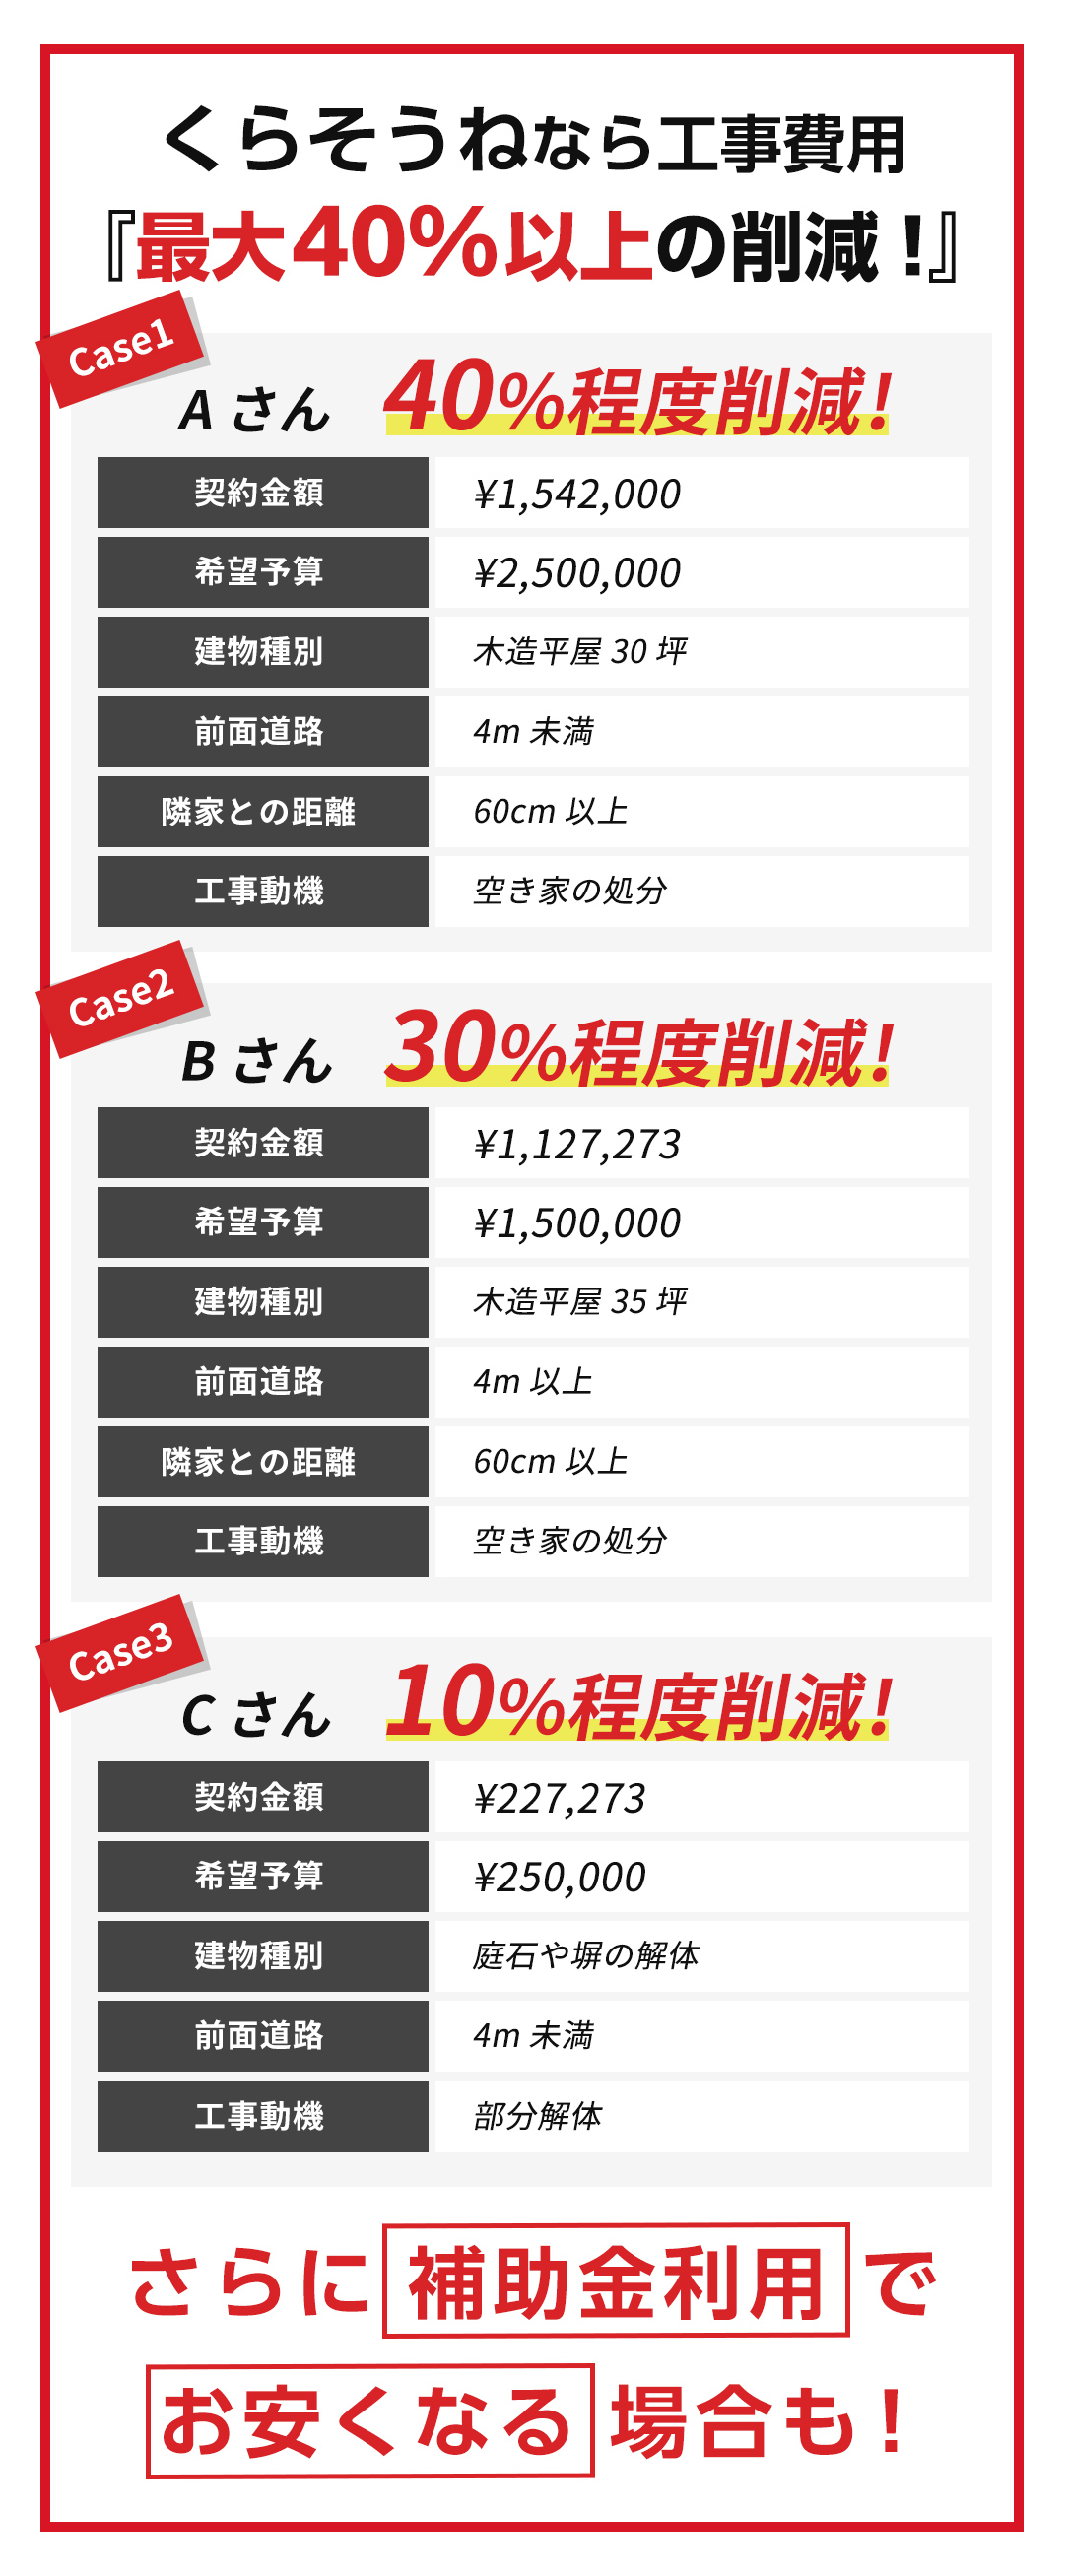 くらそうねなら工事費用
『最大40%以上の削減!』
Case1
Aさん 40%程度削減!
契約金額 ¥1,542,000
希望予算 ¥2,500,000
建物種別 木造平屋 30 坪
前面道路 4m 未満
隣家との距離 60cm 以上
工事動機 空き家の処分
Case2
Bさん 30%程度削減!
契約金額 ¥1,127,273
希望予算 ¥1,500,000
建物種別 木造平屋 35 坪
前面道路 4m 以上
隣家との距離 60cm 以上
工事動機 空き家の処分
Case3
Cさん 10%程度削減!
契約金額 ¥227,273
希望予算 ¥250,000
建物種別 庭石や塀の解体
前面道路 4m 未満
工事動機 部分解体
さらに補助金利用で
お安くなる場合も!